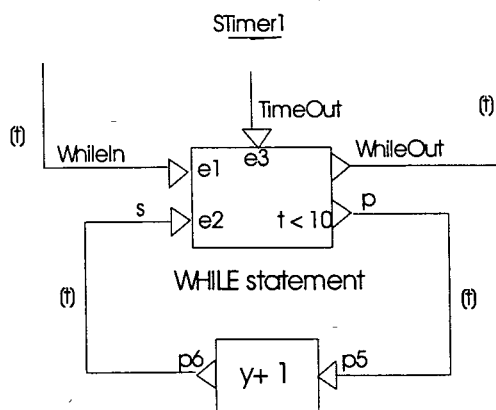 STimer1
(t)
TimeOut
(t)
WhileIn
e1
e3
WhileOut
s
e2
t < 10
p
WHILE statement
(t)
(t)
p6
y+ 1
p5